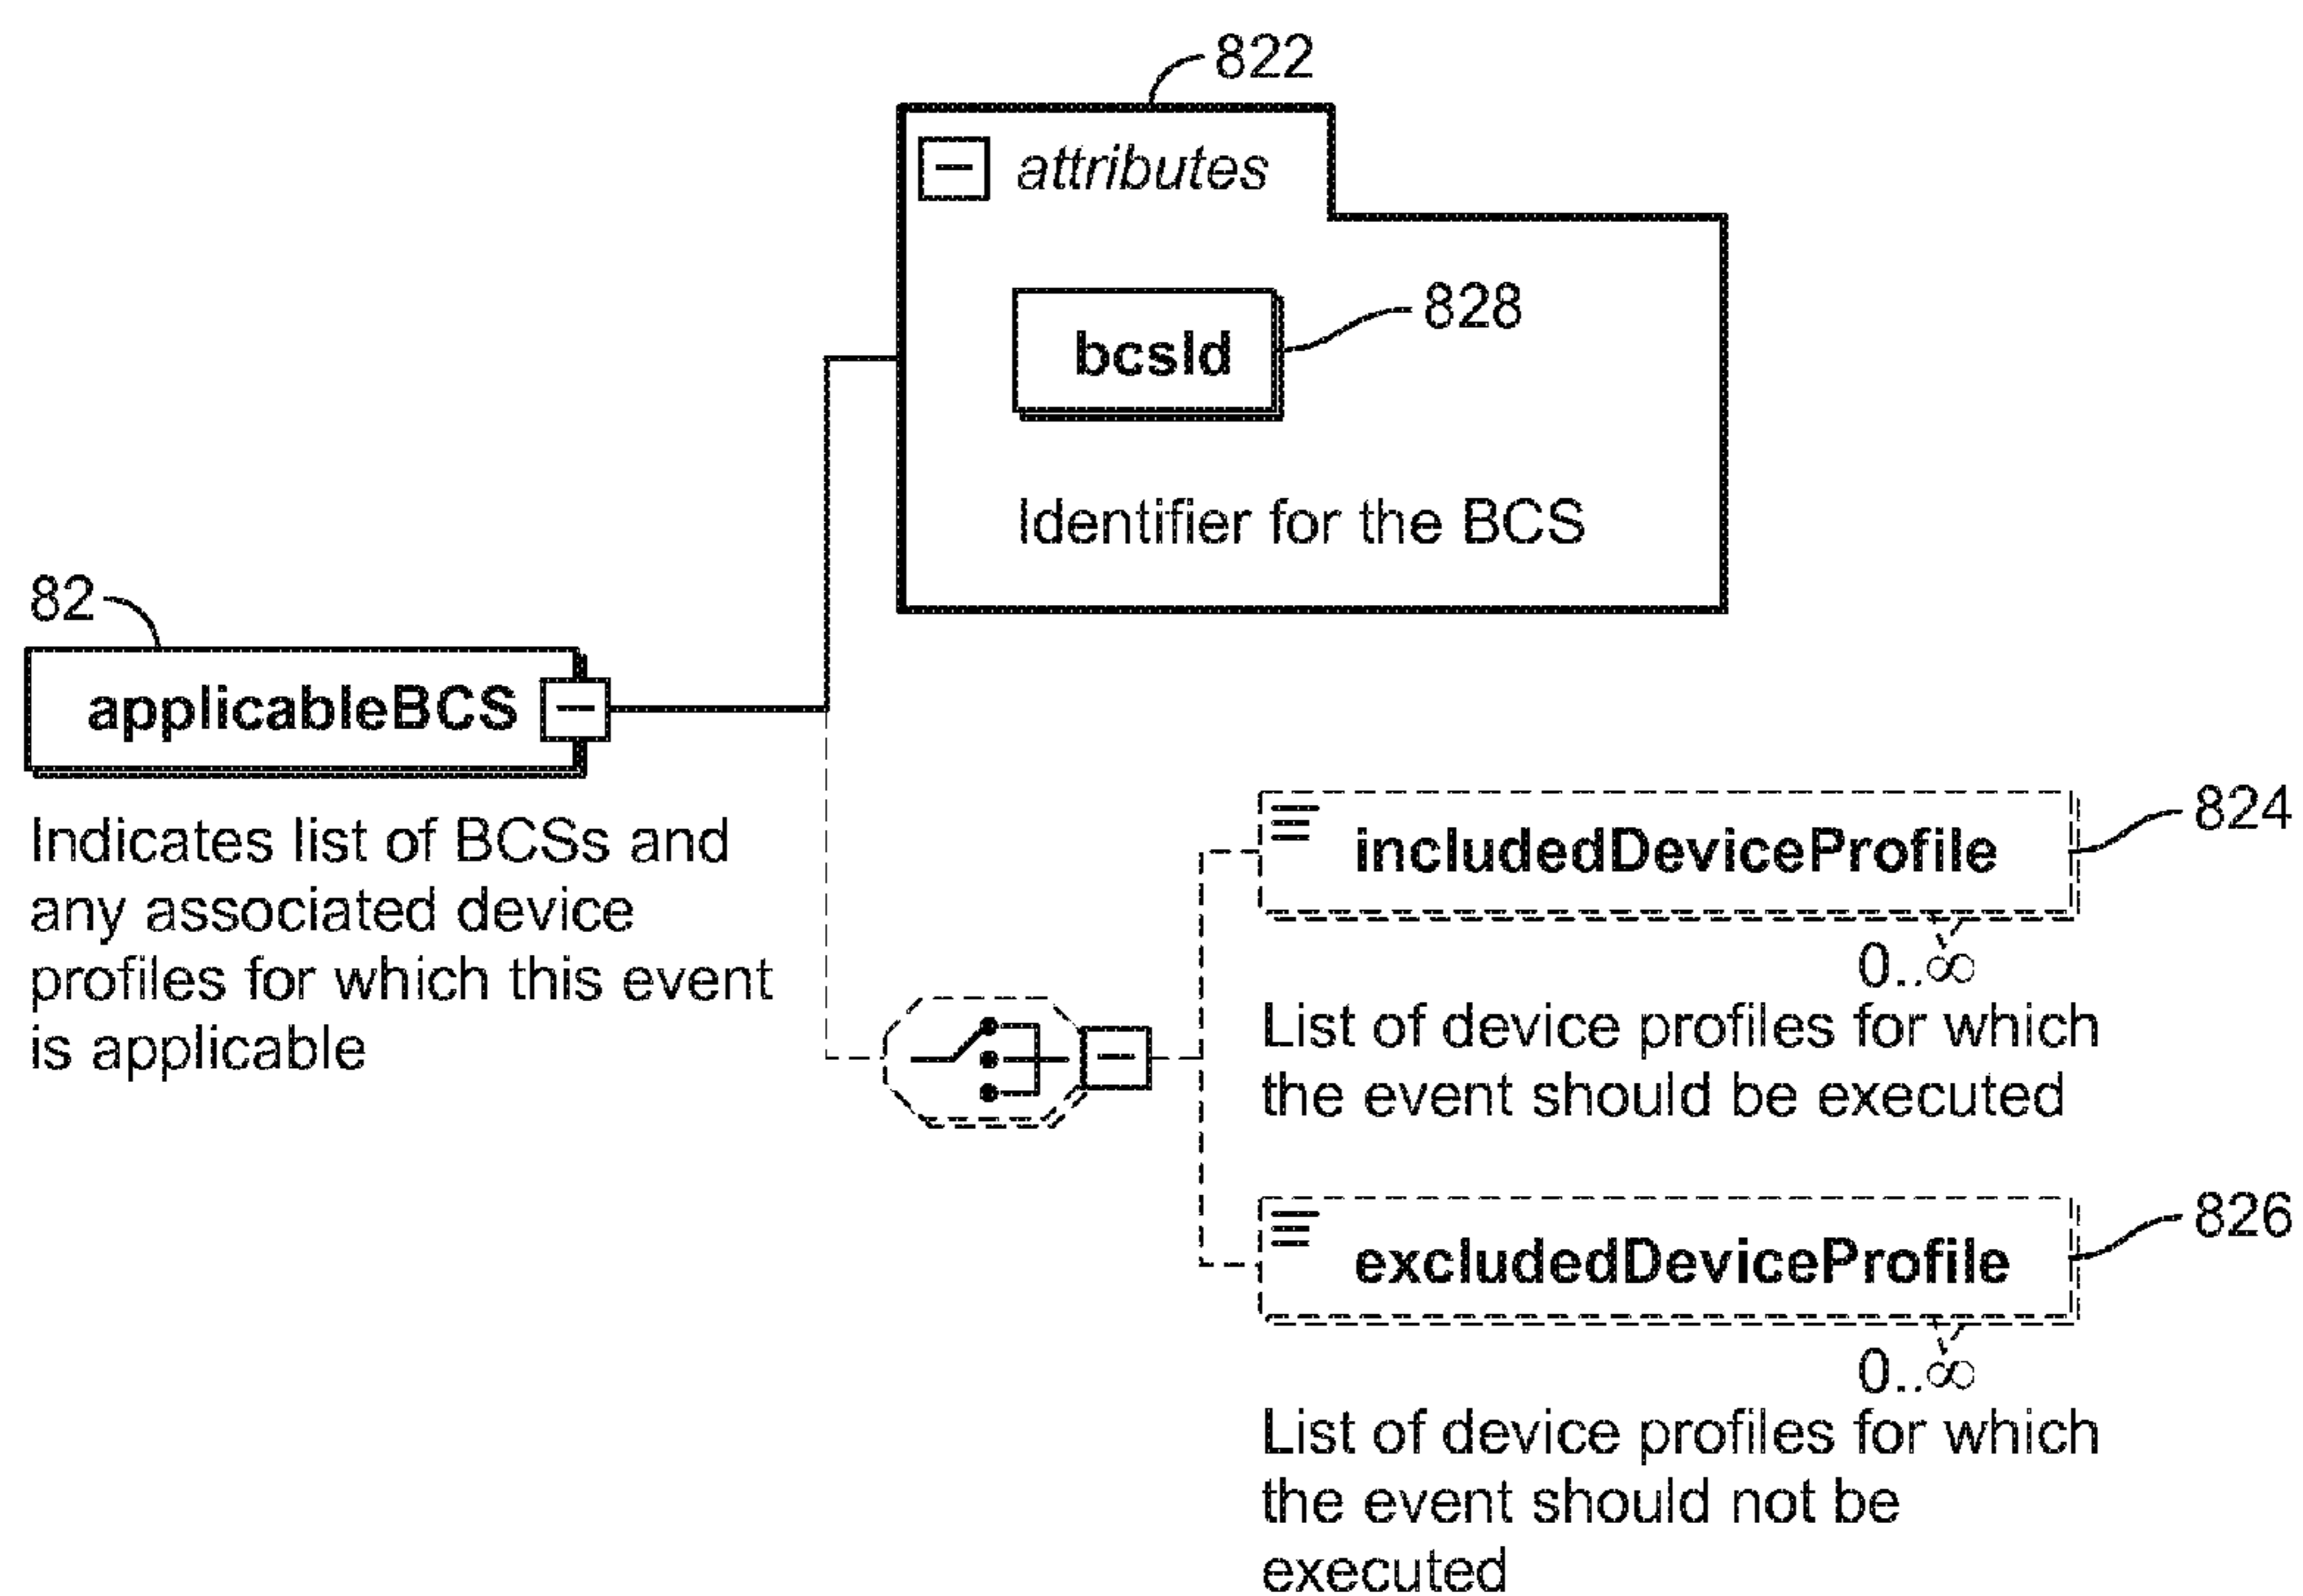 822
attributes
bcsId
828
Identifier for the BCS
82
applicableBCS
Indicates list of BCSs and
any associated device
profiles for which this event
is applicable
includedDeviceProfile
824
0..∞
List of device profiles for which
the event should be executed
excludedDeviceProfile
826
0..∞
List of device profiles for which
the event should not be
executed